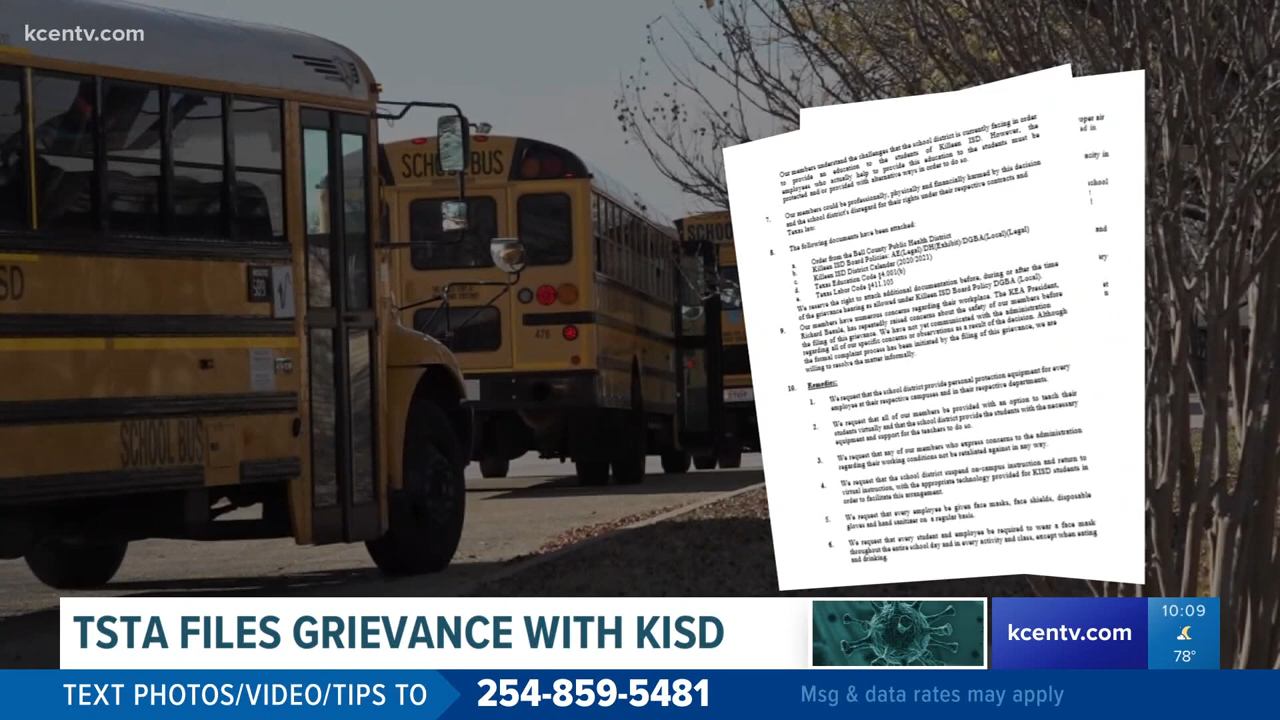 kcentv.com
SCHOOL BUS
SCHOOL BUS
476
SD
589
Our members understand the challenges that the school district is currently facing in order
to provide an education to the students of Killeen ISD. However, the
employees who actually help to provide this education to the students must be
protected and/or provided with alternative ways in order to do so.
7. Our members could be professionally, physically and financially harmed by this decision
and the school district's disregard for their rights under their respective contracts and
Texas law.
8. The following documents have been attached:
a. Order from the Bell County Public Health District
b. Killeen ISD Board Policies: AE(Legal)/DH(Exhibit)/DGBA(Local)(Legal)
c. Killeen ISD District Calendar (2020/2021)
d. Texas Education Code §4.001(b)
e. Texas Labor Code §411.103
We reserve the right to attach additional documentation before, during or after the time
of the grievance hearing as allowed under Killeen ISD Board Policy DGBA (Local).
9. Our members have numerous concerns regarding their workplace. The KEA President,
Richard Beaule, has repeatedly raised concerns about the safety of our members before
the filing of this grievance. We have not yet communicated with the administration
regarding all of our specific concerns or observations as a result of the decision. Although
the formal complaint process has been initiated by the filing of this grievance, we are
willing to resolve the matter informally.
10. Remedies:
1. We request that the school district provide personal protection equipment for every
employee at their respective campuses and in their respective departments.
2. We request that all of our members be provided with an option to teach their
students virtually and that the school district provide the students with the necessary
equipment and support for the teachers to do so.
3. We request that any of our members who express concerns to the administration
regarding their working conditions not be retaliated against in any way.
4. We request that the school district suspend on-campus instruction and return to
virtual instruction, with the appropriate technology provided for KISD students in
order to facilitate this arrangement.
5. We request that every employee be given face masks, face shields, disposable
gloves and hand sanitizer on a regular basis.
6. We request that every student and employee be required to wear a face mask
throughout the entire school day and in every activity and class, except when eating
and drinking.
TSTA FILES GRIEVANCE WITH KISD
kcentv.com
10:09
78°
TEXT PHOTOS/VIDEO/TIPS TO 254-859-5481 Msg & data rates may apply